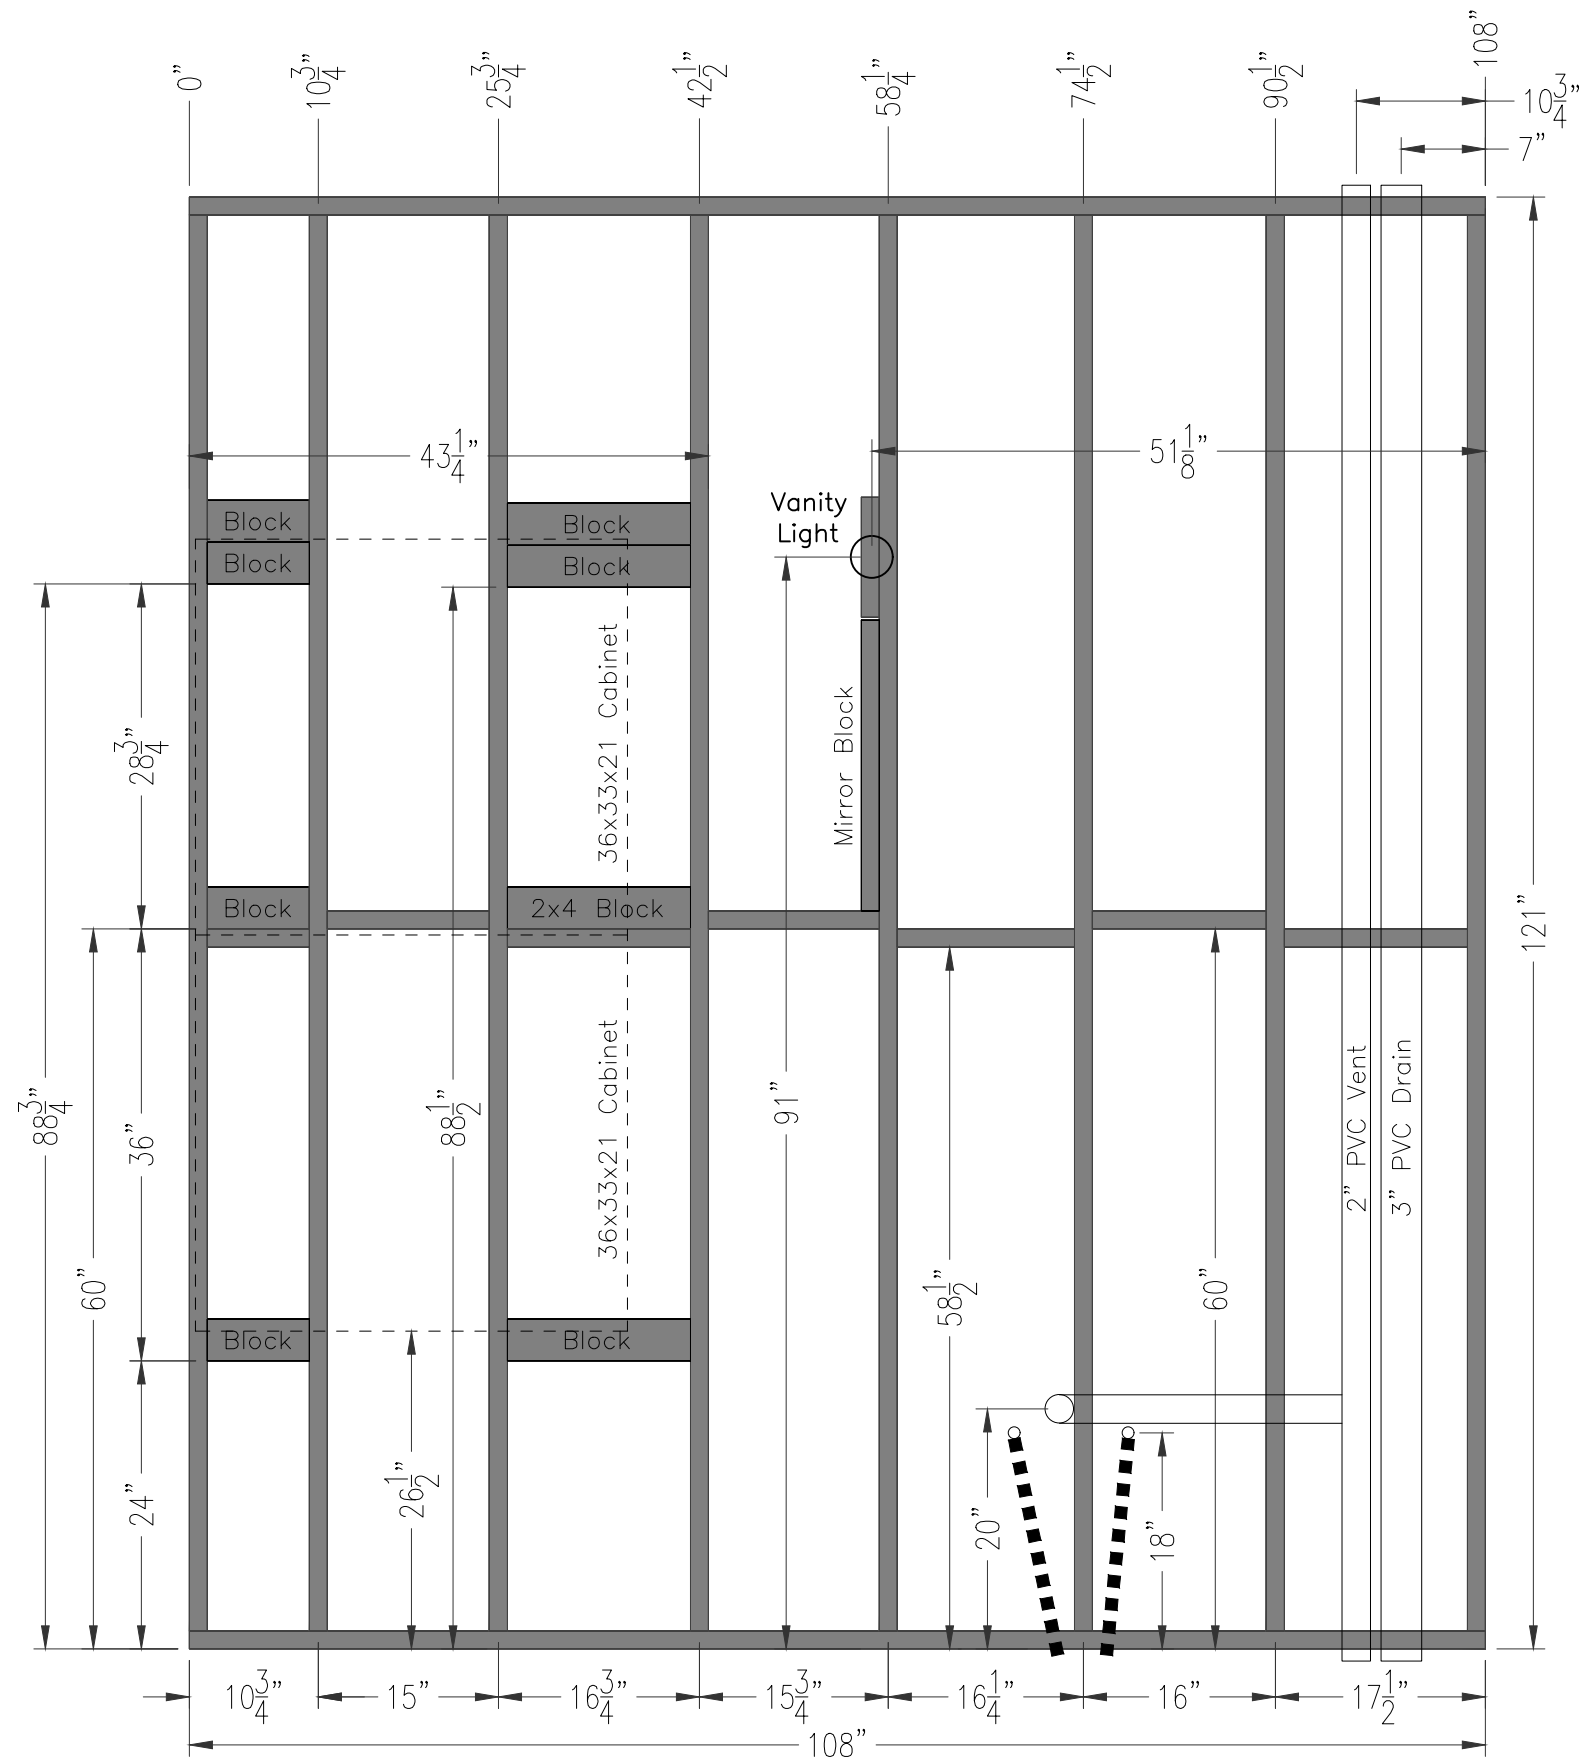 0”
10 3/4”
25 3/4”
42 1/2”
58 1/4”
74 1/2”
90 1/2”
108”
10 3/4”
7”
43 1/4”
51 1/8”
Vanity
Light
Block
Block
Block
Block
36x33x21 Cabinet
Mirror Block
28 3/4”
Block
2x4 Block
121”
88 3/4”
36”
88 1/2”
91”
36x33x21 Cabinet
2” PVC Vent
3” PVC Drain
60”
58 1/2”
60”
Block
Block
24”
26 1/2”
20”
18”
10 3/4”
15”
16 3/4”
15 3/4”
16 1/4”
16”
17 1/2”
108”